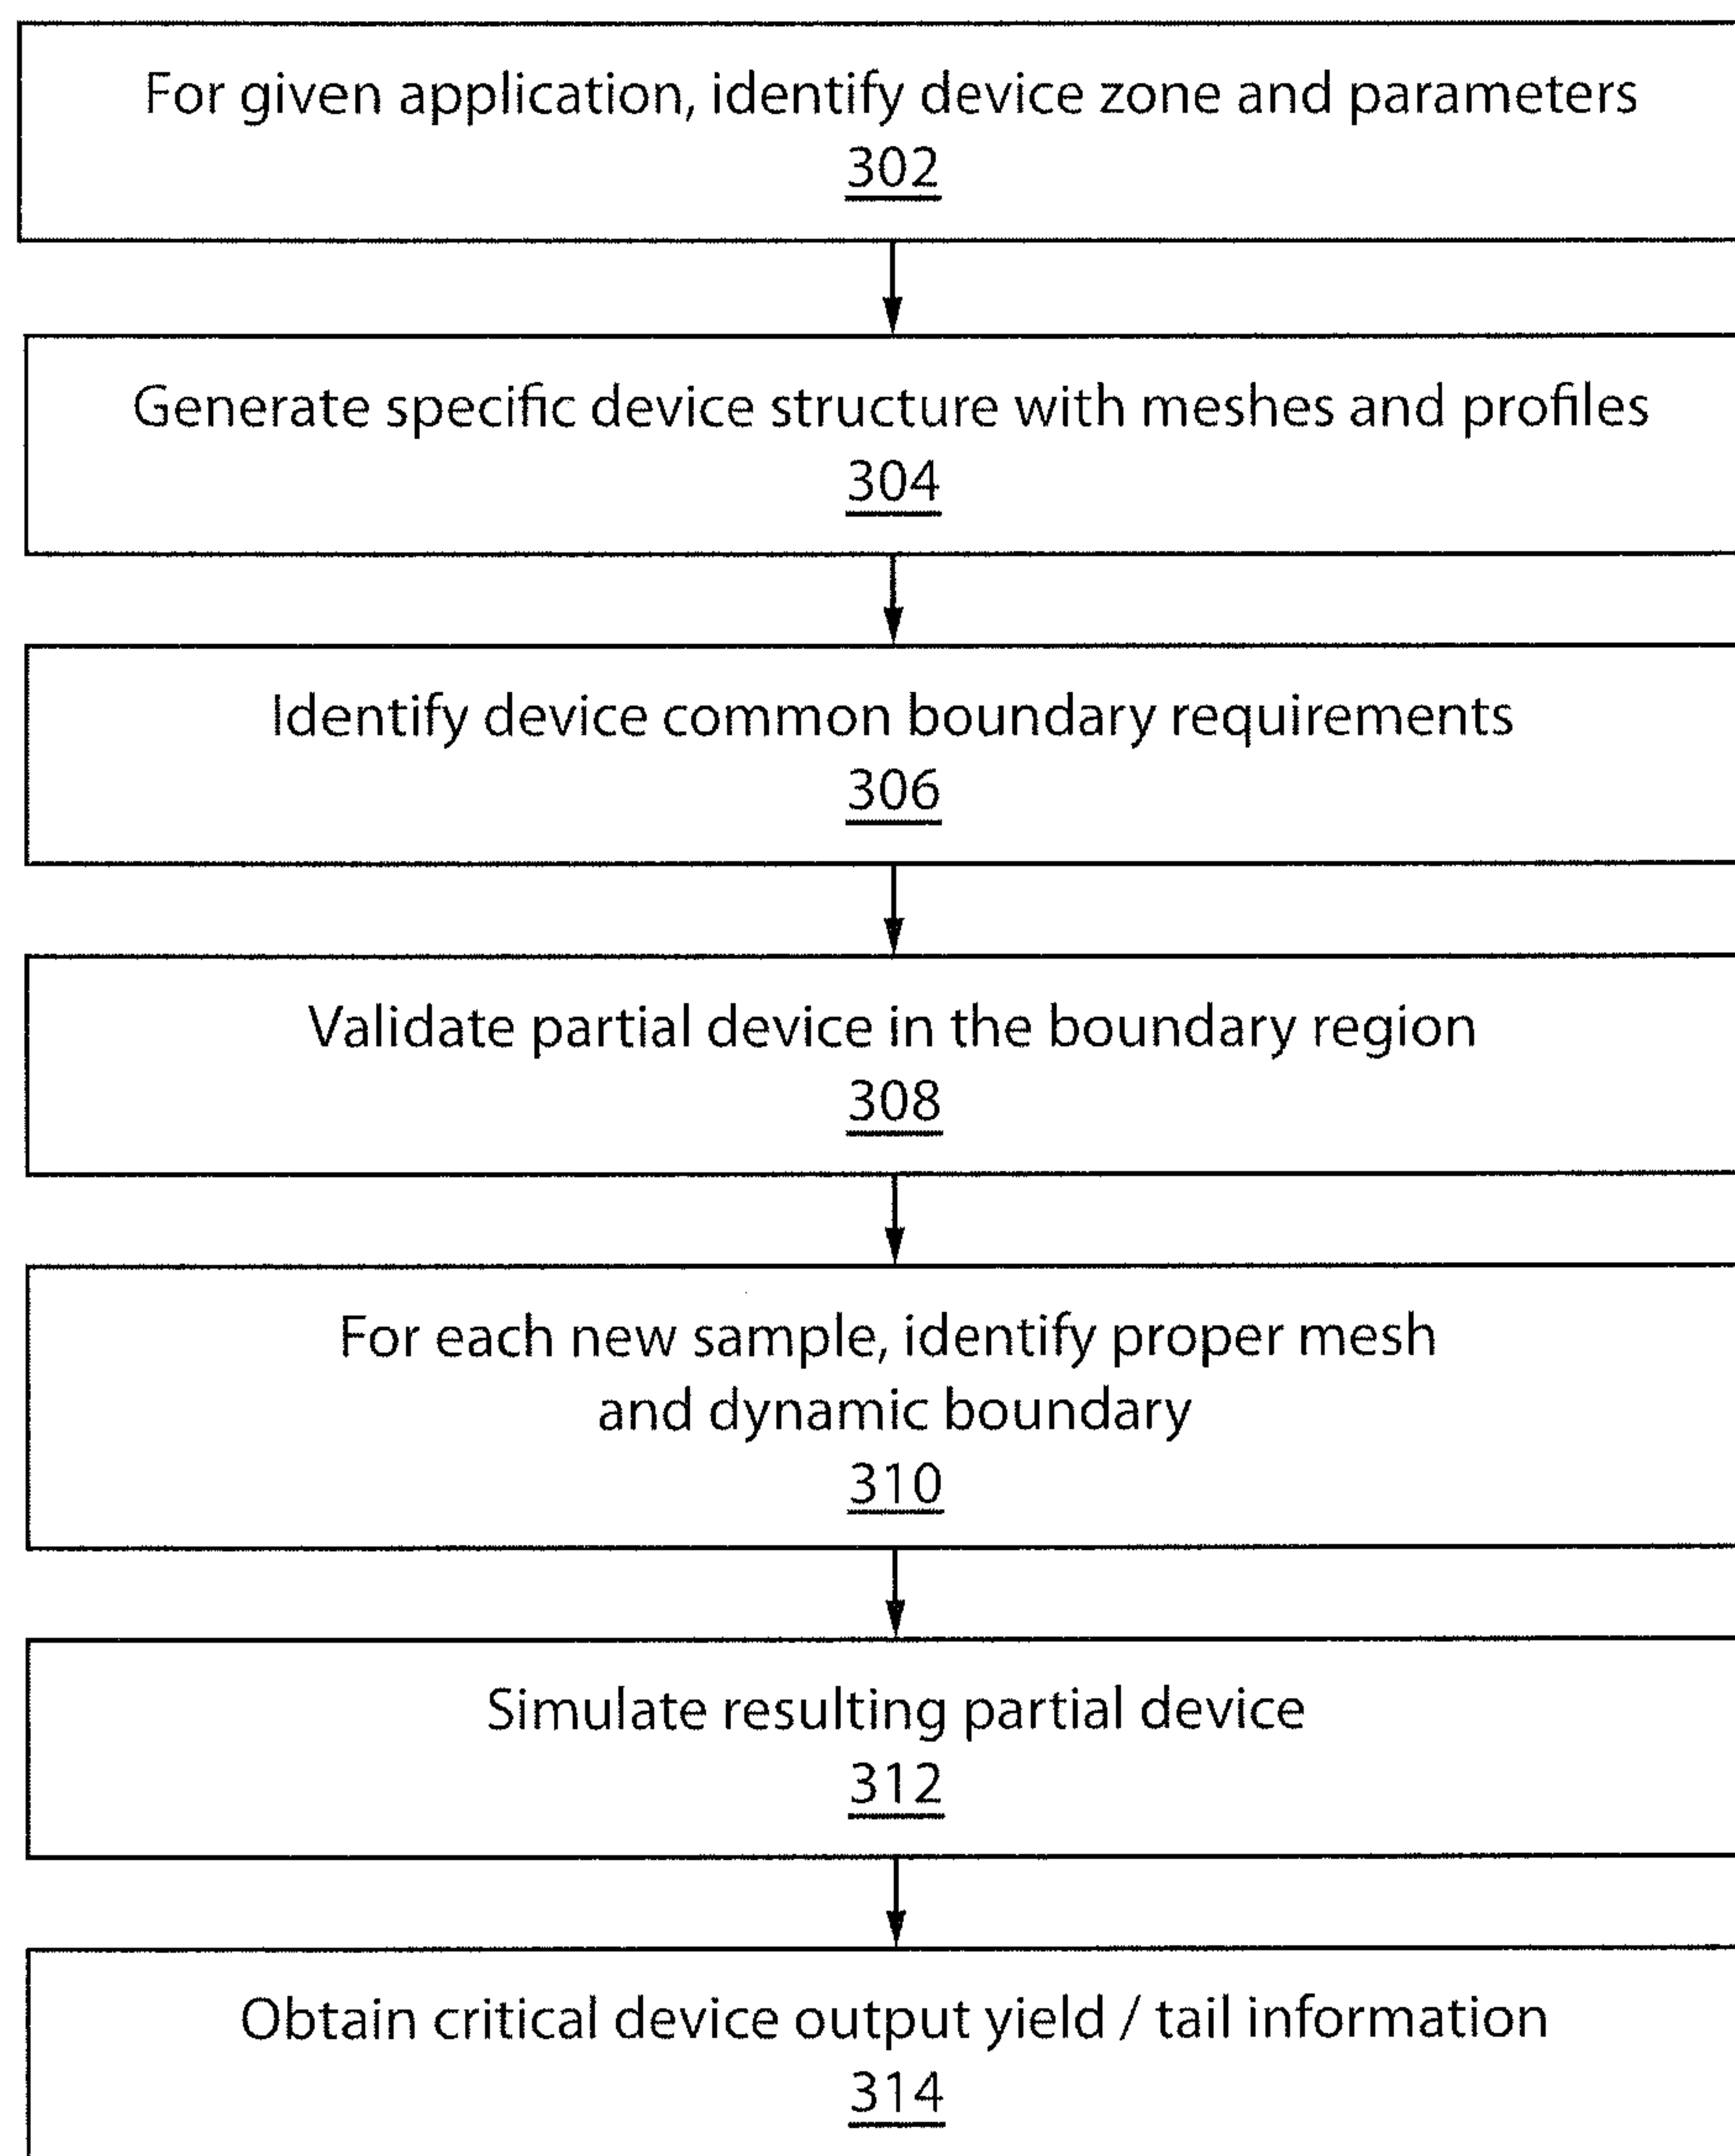 For given application, identify device zone and parameters
302
Generate specific device structure with meshes and profiles
304
Identify device common boundary requirements
306
Validate partial device in the boundary region
308
For each new sample, identify proper mesh
and dynamic boundary
310
Simulate resulting partial device
312
Obtain critical device output yield / tail information
314